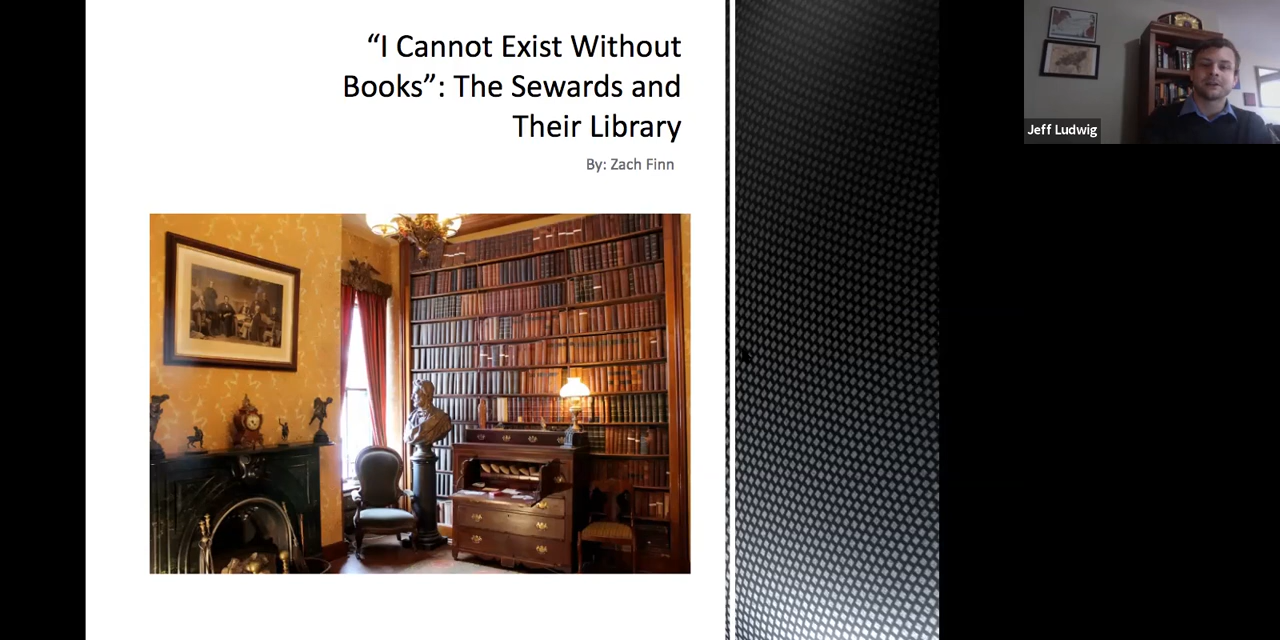 “I Cannot Exist Without
Books”: The Sewards and
Their Library
By: Zach Finn
Jeff Ludwig